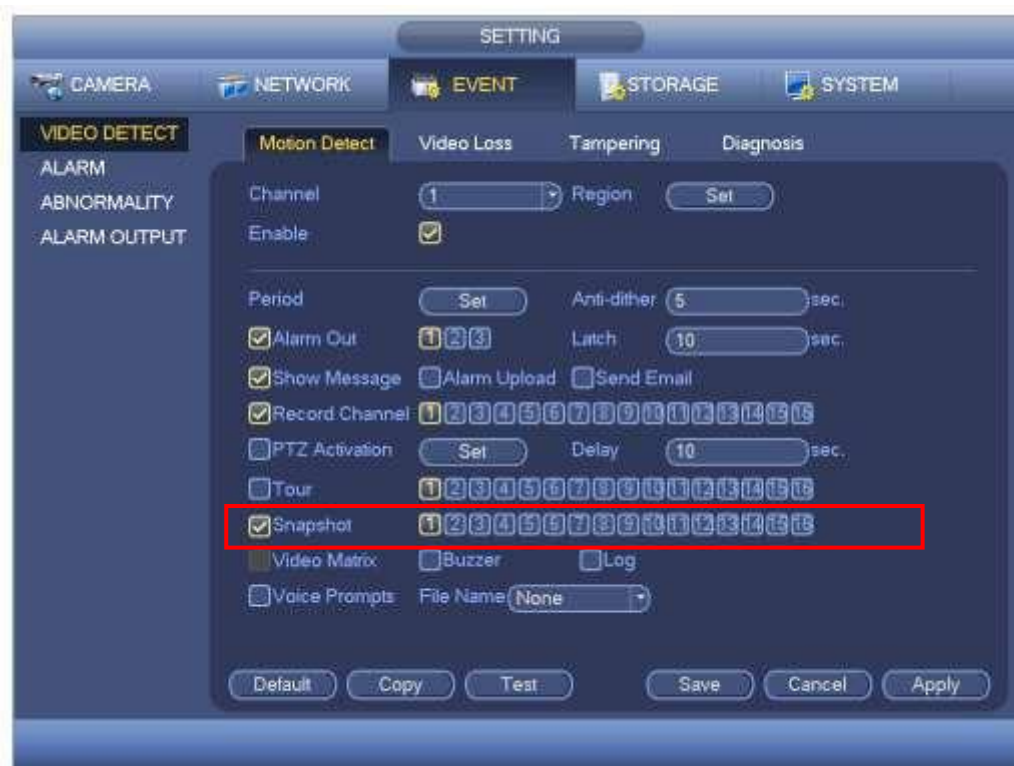 SETTING
CAMERA NETWORK EVENT STORAGE SYSTEM
VIDEO DETECT Motion Detect Video Loss Tampering Diagnosis
ALARM
ABNORMALITY Channel 1 Region Set
ALARM OUTPUT Enable
Period Set Anti-dither 5 sec.
Alarm Out 1 2 3 Latch 10 sec.
Show Message Alarm Upload Send Email
Record Channel 1 2 3 4 5 6 7 8 9 10 11 12 13 14 15 16
PTZ Activation Set Delay 10 sec.
Tour 1 2 3 4 5 6 7 8 9 10 11 12 13 14 15 16
Snapshot 1 2 3 4 5 6 7 8 9 10 11 12 13 14 15 16
Video Matrix Buzzer Log
Voice Prompts File Name None
Default Copy Test Save Cancel Apply